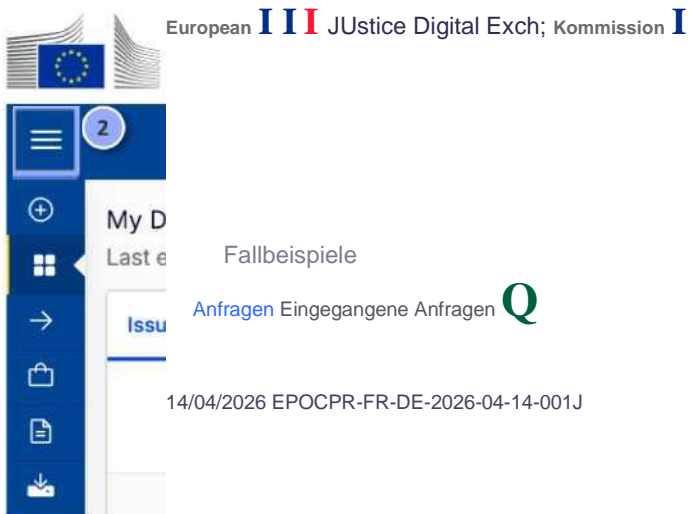 European I I I JUstice Digital Exch; Kommission I
2
My D
Last e
Fallbeispiele
Anfragen Eingegangene Anfragen Q
Issu
14/04/2026 EPOCPR-FR-DE-2026-04-14-001J